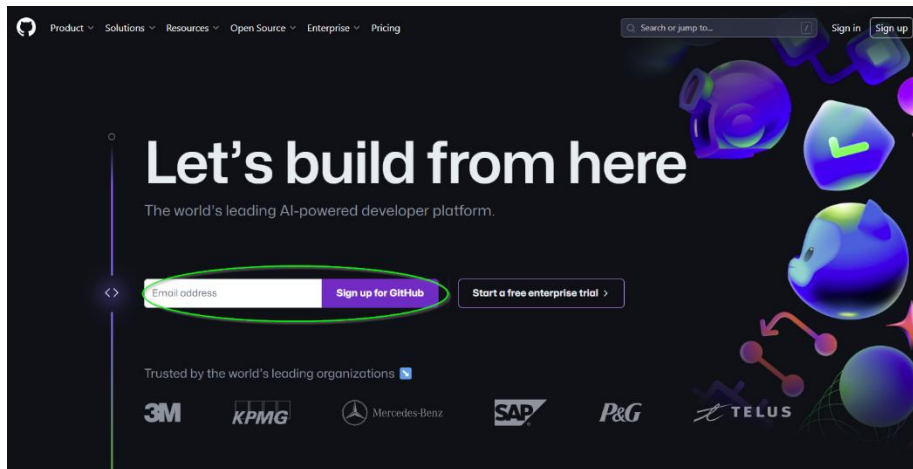 Product Solutions Resources Open Source Enterprise Pricing Search or jump to... / Sign in Sign up
Let's build from here
The world's leading AI-powered developer platform.
Email address Sign up for GitHub Start a free enterprise trial >
Trusted by the world's leading organizations
3M KPMG Mercedes-Benz SAP P&G TELUS